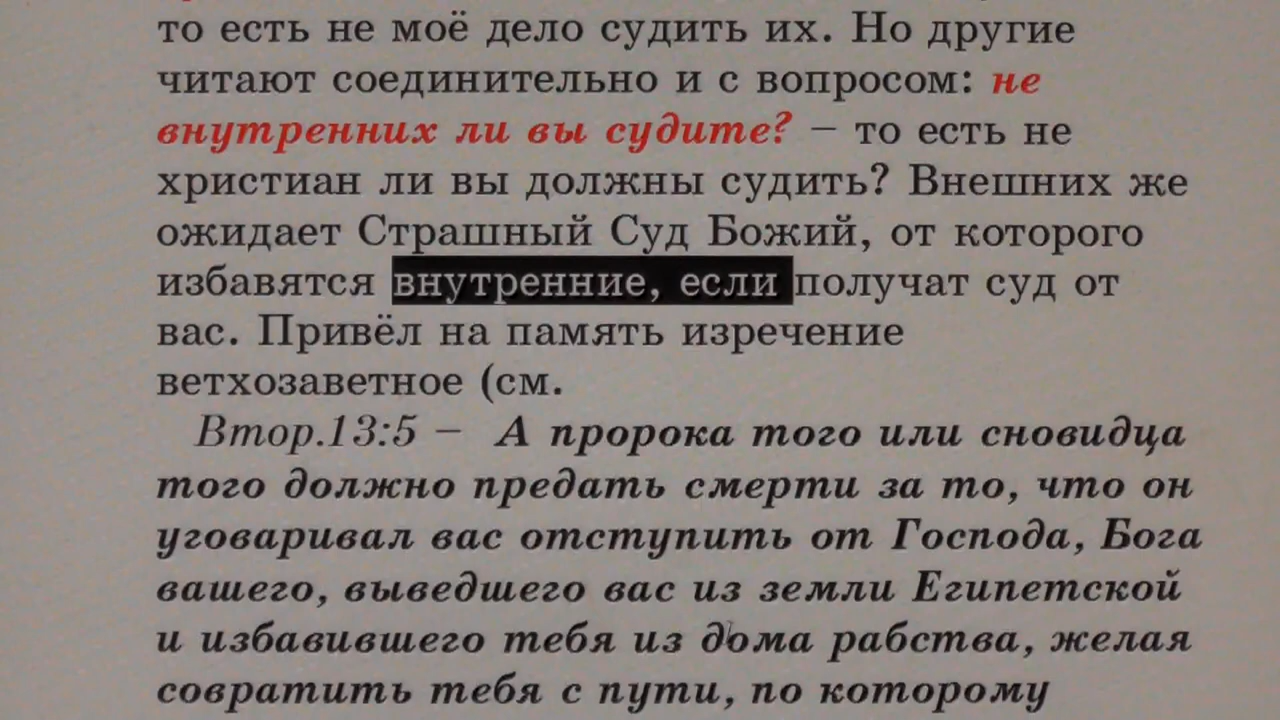 то есть не моё дело судить их. Но другие
читают соединительно и с вопросом: не
внутренних ли вы судите? – то есть не
христиан ли вы должны судить? Внешних же
ожидает Страшный Суд Божий, от которого
избавятся внутренние, если получат суд от
вас. Привёл на память изречение
ветхозаветное (см.
Втор.13:5 – А пророка того или сновидца
того должно предать смерти за то, что он
уговаривал вас отступить от Господа, Бога
вашего, выведшего вас из земли Египетской
и избавившего тебя из дома рабства, желая
совратить тебя с пути, по которому